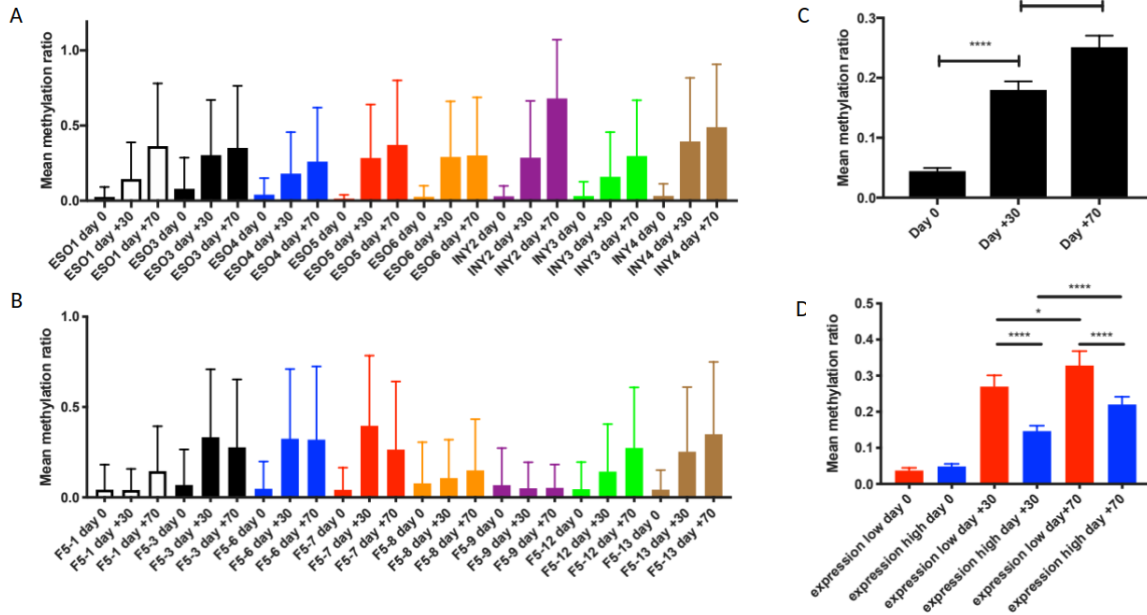 A
Mean methylation ratio
1.0
0.5
0.0
ESO1 day 0
ESO1 day +30
ESO1 day +70
ESO3 day 0
ESO3 day +30
ESO3 day +70
ESO4 day 0
ESO4 day +30
ESO4 day +70
ESO5 day 0
ESO5 day +30
ESO5 day +70
ESO6 day 0
ESO6 day +30
ESO6 day +70
INY2 day 0
INY2 day +30
INY2 day +70
INY3 day 0
INY3 day +30
INY3 day +70
INY4 day 0
INY4 day +30
INY4 day +70
B
Mean methylation ratio
1.0
0.5
0.0
F5-1 day 0
F5-1 day +30
F5-1 day +70
F5-3 day 0
F5-3 day +30
F5-3 day +70
F5-6 day 0
F5-6 day +30
F5-6 day +70
F5-7 day 0
F5-7 day +30
F5-7 day +70
F5-8 day 0
F5-8 day +30
F5-8 day +70
F5-9 day 0
F5-9 day +30
F5-9 day +70
F5-12 day 0
F5-12 day +30
F5-12 day +70
F5-13 day 0
F5-13 day +30
F5-13 day +70
C
Mean methylation ratio
0.3
0.2
0.1
0.0
****
Day 0
Day +30
Day +70
D
Mean methylation ratio
0.5
0.4
0.3
0.2
0.1
0.0
****
*
**** ****
expression low day 0
expression high day 0
expression low day +30
expression high day +30
expression low day+70
expression high day +70